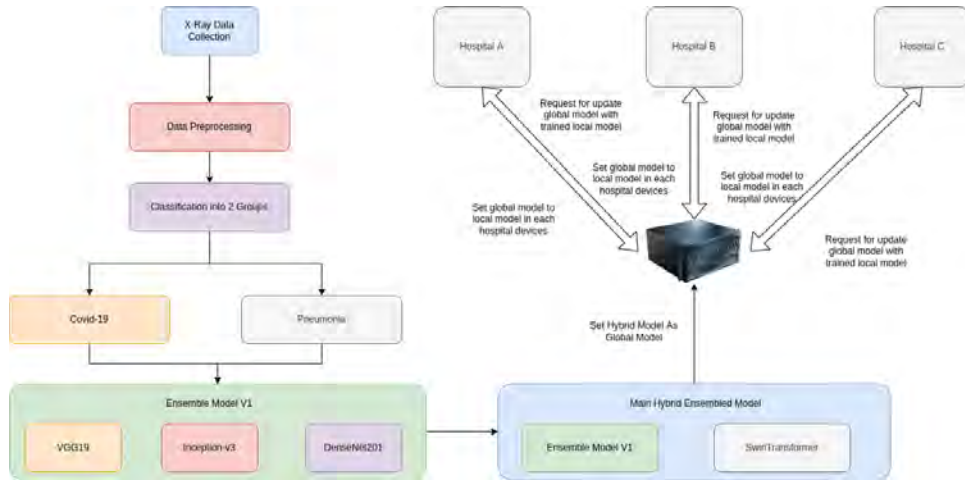 X-Ray Data
Collection
Data Preprocessing
Classification into 2 Groups
Covid-19
Pneumonia
Ensemble Model V1
VGG19
Inception-v3
DenseNet201
Hospital A
Hospital B
Hospital C
Request for update
global model with
trained local model
Set global model to
local model in each
hospital devices
Set global model to
local model in each
hospital devices
Request for update
global model with
trained local model
Set global model to
local model in each
hospital devices
Request for update
global model with
trained local model
Set Hybrid Model As
Global Model
Main Hybrid Ensembled Model
Ensemble Model V1
SwinTransformer